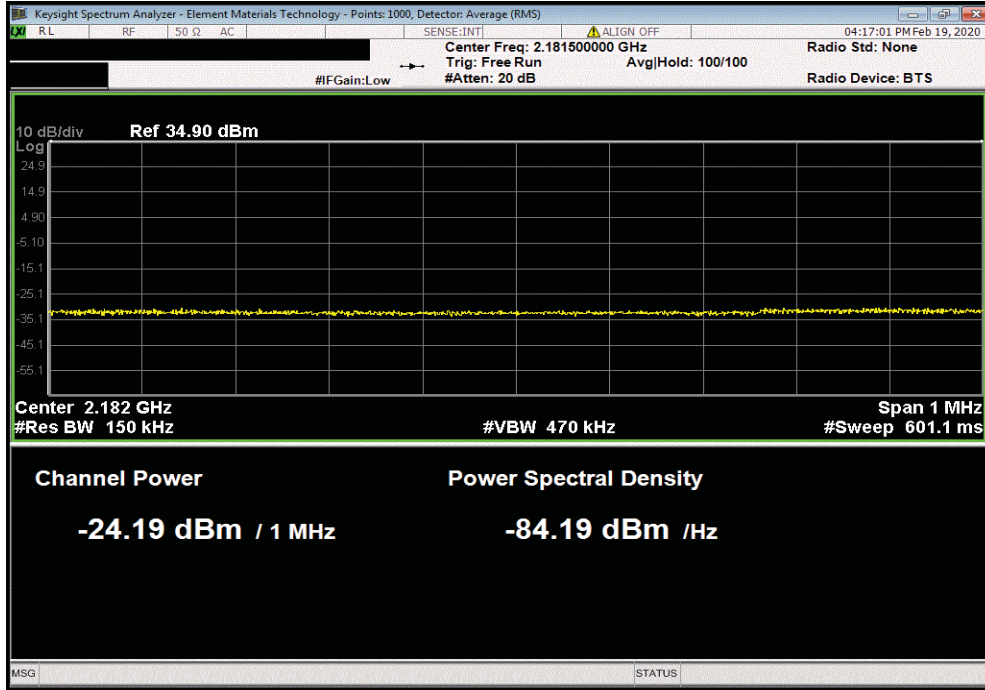 Keysight Spectrum Analyzer - Element Materials Technology - Points: 1000, Detector: Average (RMS)
LXI RL RF 50 Ω AC SENSE:INT ALIGN OFF 04:17:01 PM Feb 19, 2020
Center Freq: 2.181500000 GHz Radio Std: None
Trig: Free Run Avg|Hold: 100/100
#IFGain:Low #Atten: 20 dB Radio Device: BTS
10 dB/div Ref 34.90 dBm
Log
24.9
14.9
4.90
-5.10
-15.1
-25.1
-35.1
-45.1
-55.1
Center 2.182 GHz Span 1 MHz
#Res BW 150 kHz #VBW 470 kHz #Sweep 601.1 ms
Channel Power Power Spectral Density
-24.19 dBm / 1 MHz -84.19 dBm /Hz
MSG STATUS